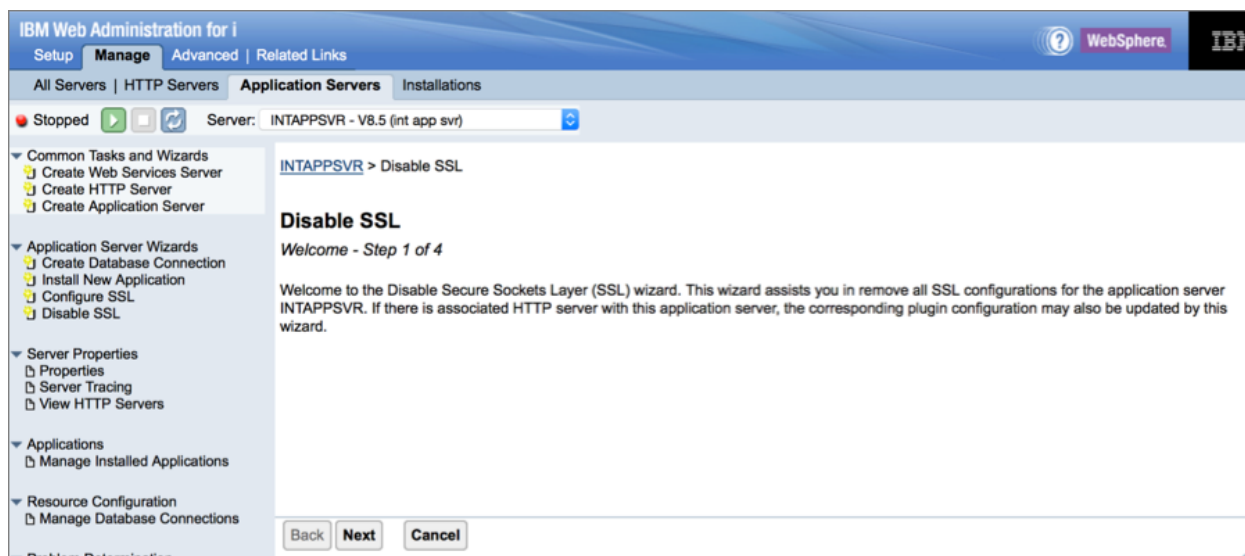 IBM Web Administration for i
Setup Manage Advanced | Related Links
? WebSphere.
All Servers | HTTP Servers Application Servers Installations
Stopped Server: INTAPPSVR - V8.5 (int app svr)
Common Tasks and Wizards
Create Web Services Server
Create HTTP Server
Create Application Server
Application Server Wizards
Create Database Connection
Install New Application
Configure SSL
Disable SSL
Server Properties
Properties
Server Tracing
View HTTP Servers
Applications
Manage Installed Applications
Resource Configuration
Manage Database Connections
INTAPPSVR > Disable SSL
Disable SSL
Welcome - Step 1 of 4
Welcome to the Disable Secure Sockets Layer (SSL) wizard. This wizard assists you in remove all SSL configurations for the application server
INTAPPSVR. If there is associated HTTP server with this application server, the corresponding plugin configuration may also be updated by this
wizard.
Back Next Cancel